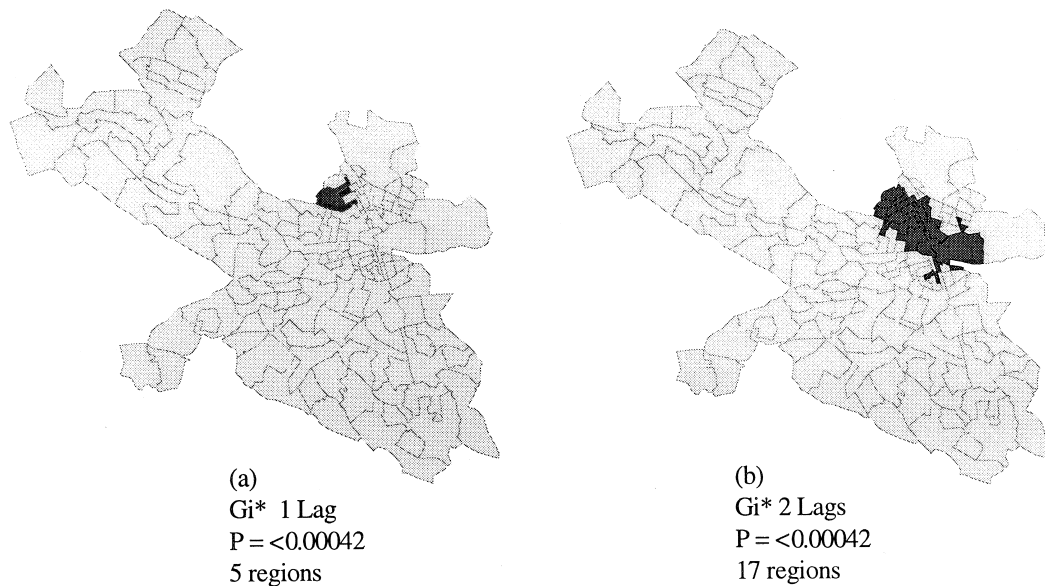 (a)
Gi* 1 Lag
P = <0.00042
5 regions
(b)
Gi* 2 Lags
P = <0.00042
17 regions